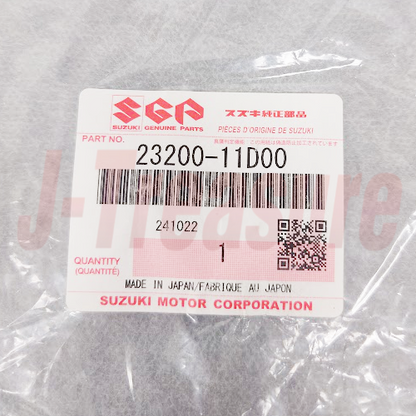 SGP
スズキ純正部品
SUZUKI GENUINE PARTS
PIÈCES D'ORIGINE DE SUZUKI
PART NO.
23200-11D00
241022
1
QUANTITY
(QUANTITÉ)
MADE IN JAPAN/FABRIQUE AU JAPON
SUZUKI MOTOR CORPORATION
J-Treasure